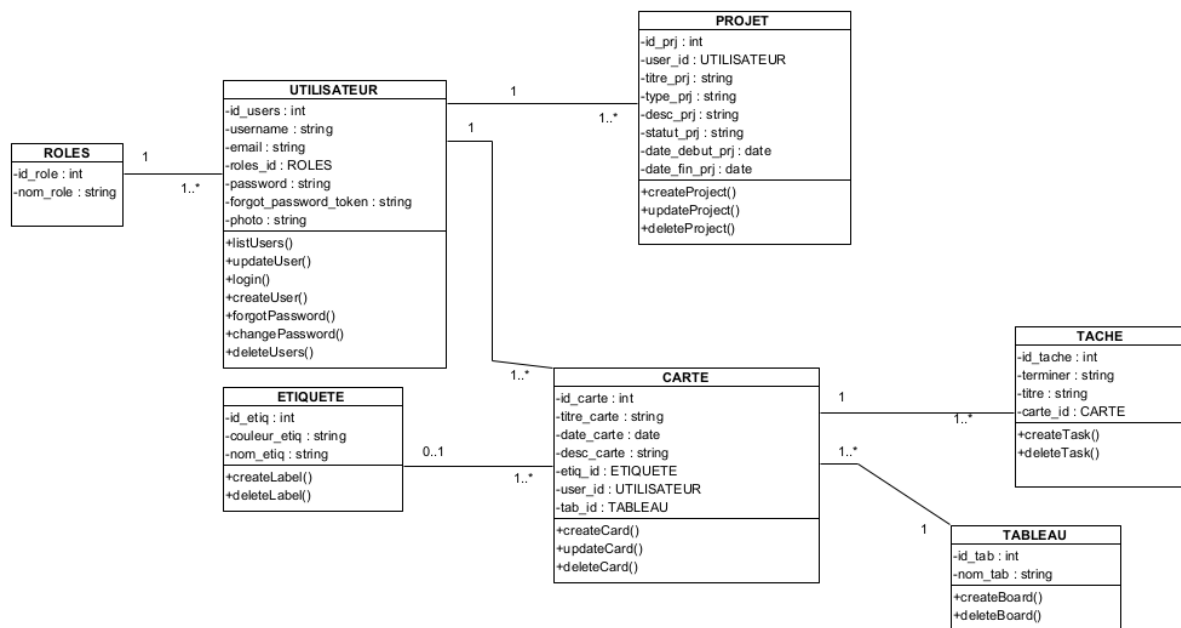 PROJET
-id_prj : int
-user_id : UTILISATEUR
-titre_prj : string
-type_prj : string
-desc_prj : string
-statut_prj : string
-date_debut_prj : date
-date_fin_prj : date
+createProject()
+updateProject()
+deleteProject()
UTILISATEUR
-id_users : int
-username : string
-email : string
-roles_id : ROLES
-password : string
-forgot_password_token : string
-photo : string
+listUsers()
+updateUser()
+login()
+createUser()
+forgotPassword()
+changePassword()
+deleteUsers()
1
1..*
1
1..*
ROLES
-id_role : int
-nom_role : string
1
1..*
ETIQUETE
-id_etiq : int
-couleur_etiq : string
-nom_etiq : string
+createLabel()
+deleteLabel()
0..1
1..*
CARTE
-id_carte : int
-titre_carte : string
-date_carte : date
-desc_carte : string
-etiq_id : ETIQUETE
-user_id : UTILISATEUR
-tab_id : TABLEAU
+createCard()
+updateCard()
+deleteCard()
1
1..*
1..*
1
TACHE
-id_tache : int
-terminer : string
-titre : string
-carte_id : CARTE
+createTask()
+deleteTask()
TABLEAU
-id_tab : int
-nom_tab : string
+createBoard()
+deleteBoard()